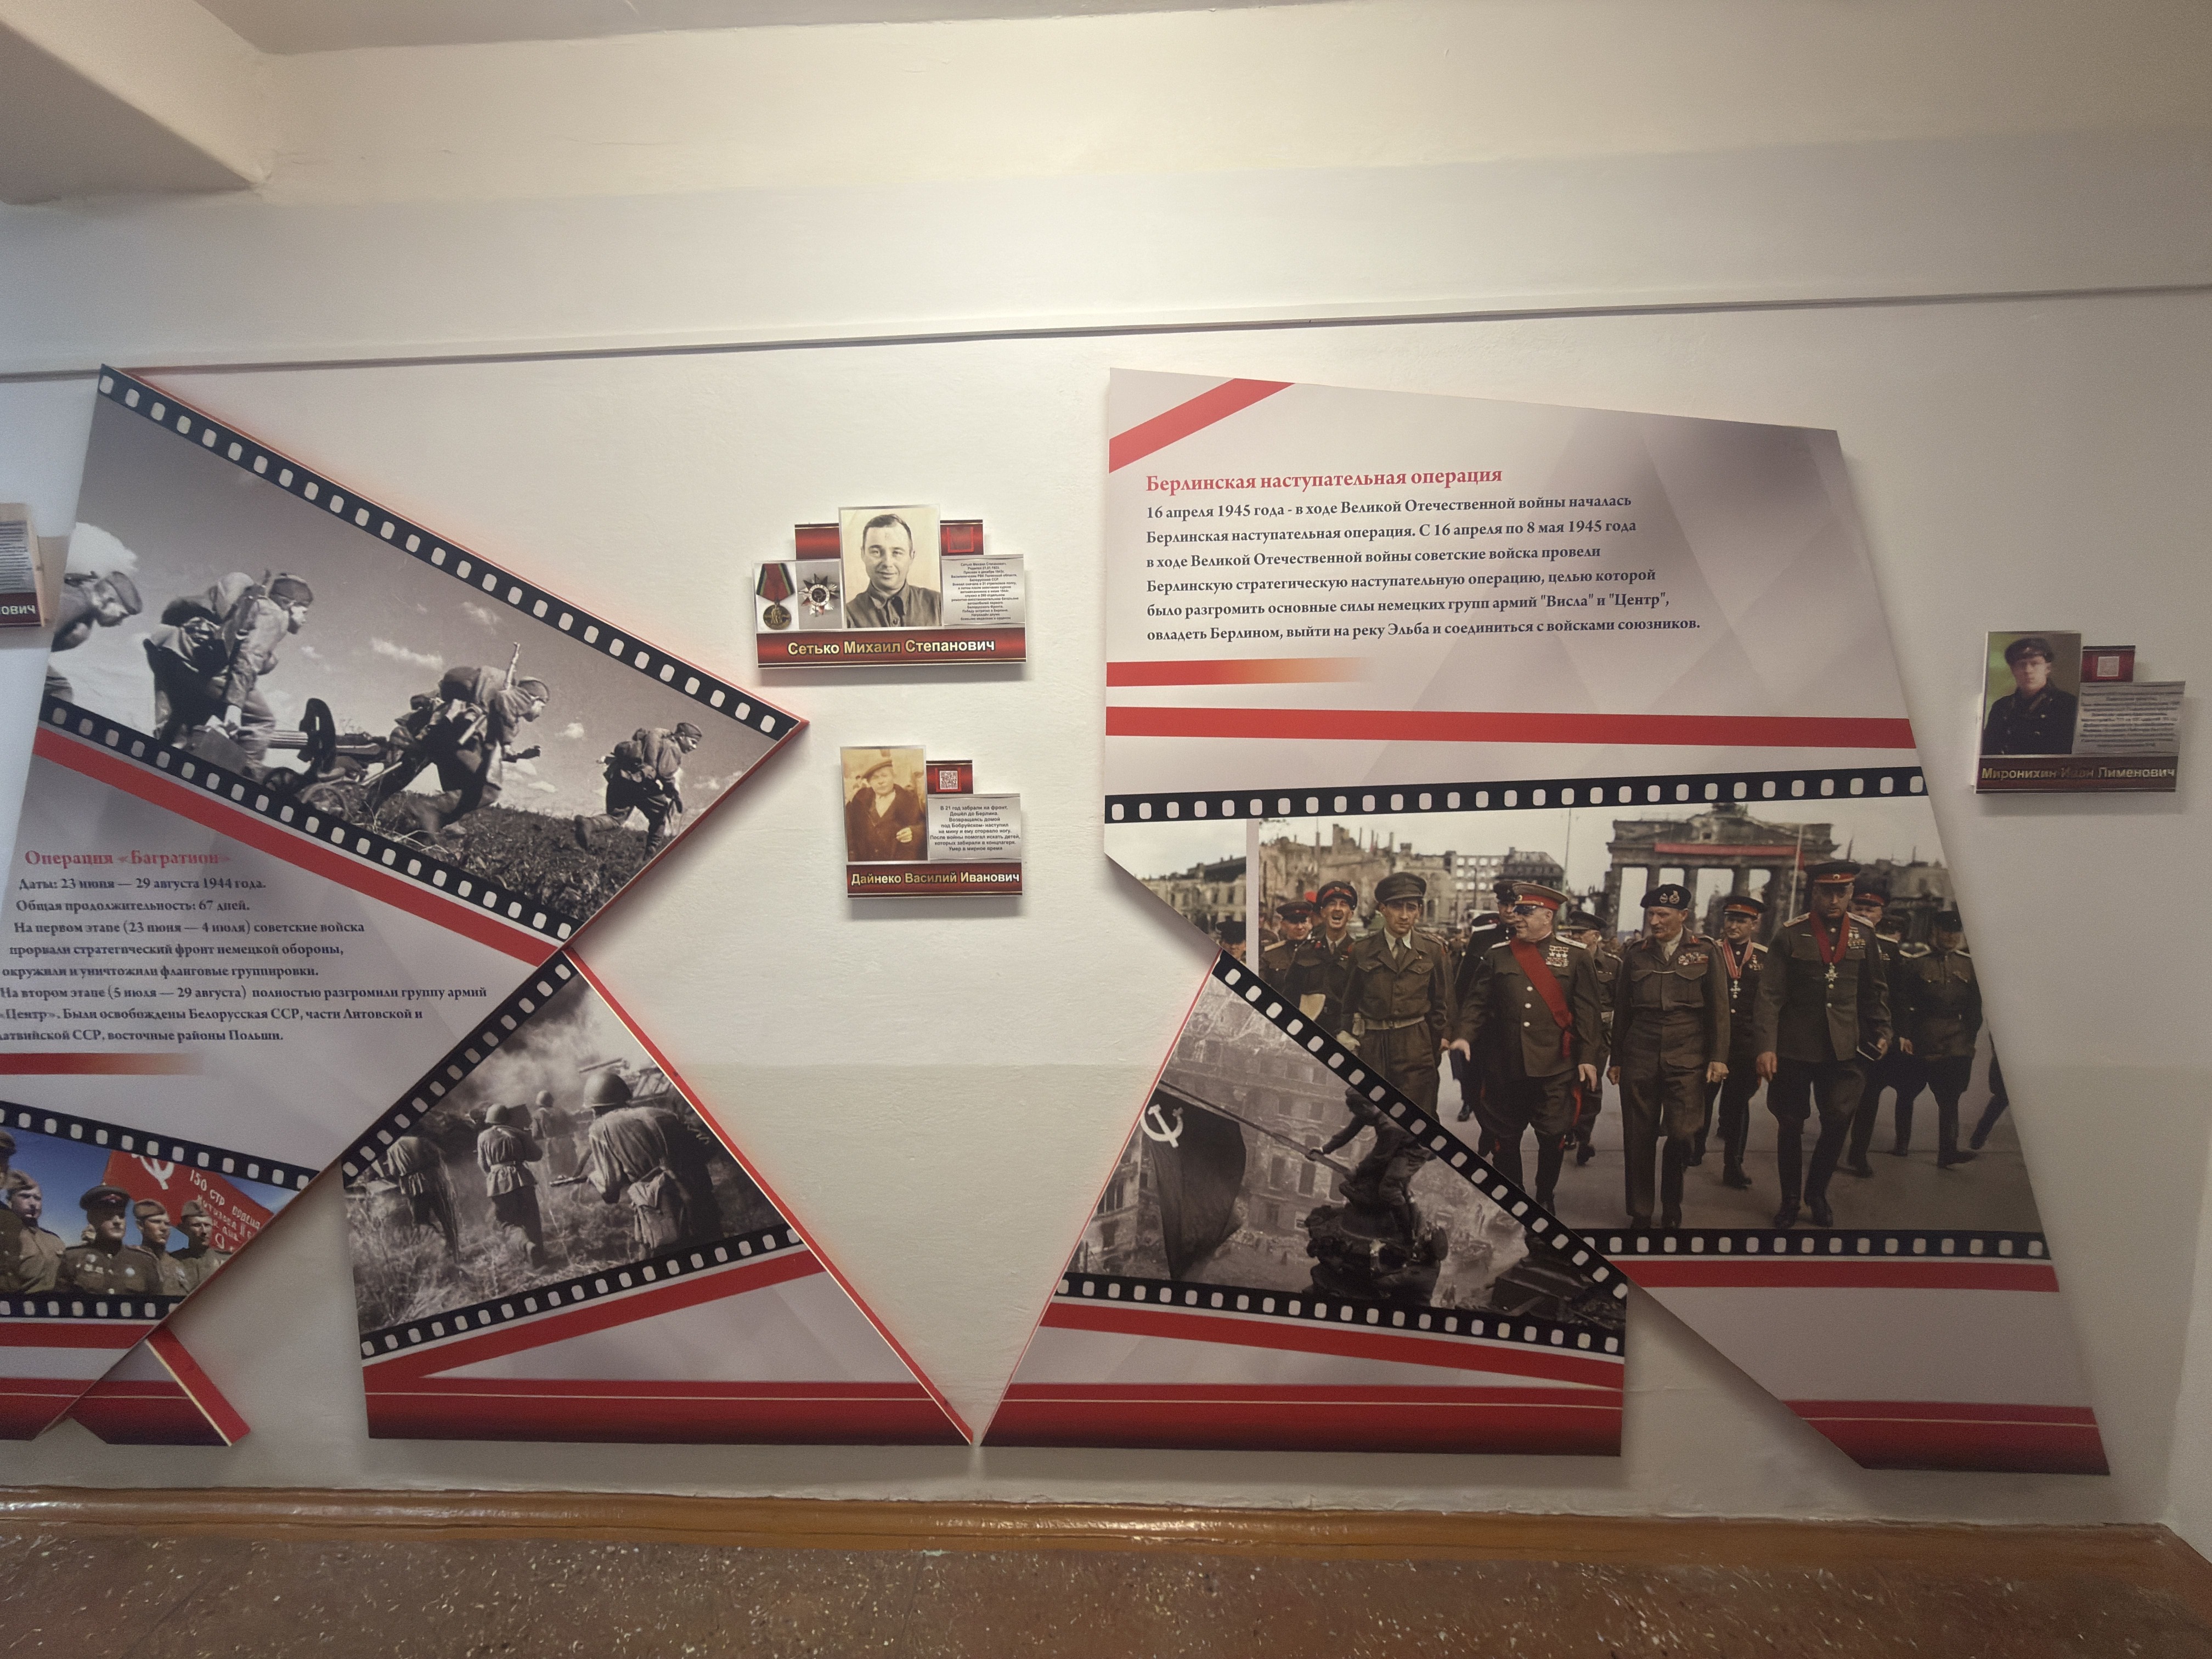 ович
Операция «Багратион»
Даты: 23 июня — 29 августа 1944 года.
Общая продолжительность: 67 дней.
На первом этапе (23 июня — 4 июля) советские войска
прорвали стратегический фронт немецкой обороны,
окружили и уничтожили фланговые группировки.
На втором этапе (5 июля — 29 августа) полностью разгромили группу армий
«Центр». Были освобождены Белорусская ССР, части Литовской и
атвийской ССР, восточные районы Польши.
150 СТР
ОРДЕНА
КУТУЗОВА
Сетько Михаил Степанович
В 21 год забрали на фронт.
Дошёл до Берлина.
Возвращаясь домой
под Бобруйском- наступил
на мину и ему оторвало ногу.
После войны помогал искать детей,
которых забирали в концлагеря.
Умер в мирное время
Дайнеко Василий Иванович
Берлинская наступательная операция
16 апреля 1945 года - в ходе Великой Отечественной войны началась
Берлинская наступательная операция. С 16 апреля по 8 мая 1945 года
в ходе Великой Отечественной войны советские войска провели
Берлинскую стратегическую наступательную операцию, целью которой
было разгромить основные силы немецких групп армий "Висла" и "Центр",
овладеть Берлином, выйти на реку Эльба и соединиться с войсками союзников.
Миронихин Иван Пименович